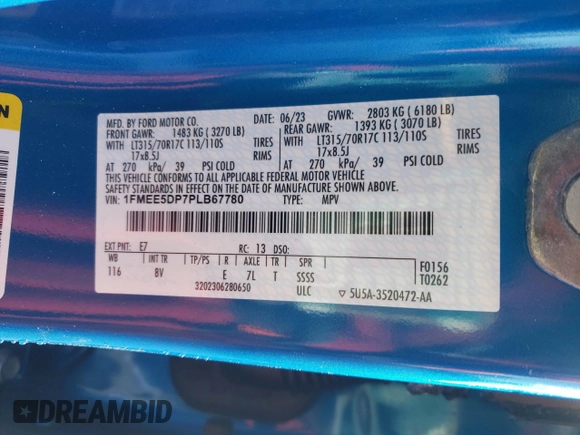 N
MFD. BY FORD MOTOR CO.
DATE: 06/23 GVWR: 2803 KG ( 6180 LB)
FRONT GAWR: 1483 KG ( 3270 LB) REAR GAWR: 1393 KG ( 3070 LB)
WITH LT315/70R17C 113/110S TIRES WITH LT315/70R17C 113/110S TIRES
17x8.5J RIMS 17x8.5J RIMS
AT 270 kPa/ 39 PSI COLD AT 270 kPa/ 39 PSI COLD
THIS VEHICLE CONFORMS TO ALL APPLICABLE FEDERAL MOTOR VEHICLE
SAFETY STANDARDS IN EFFECT ON THE DATE OF MANUFACTURE SHOWN ABOVE.
VIN: 1FMEE5DP7PLB67780 TYPE: MPV
EXT PNT: E7 RC: 13 DSO:
WB INT TR TP/PS R AXLE TR SPR F0156
116 BV E 7L T SSSS T0262
3202306280650 ULC ▽ 5U5A-3520472-AA
DREAMBID